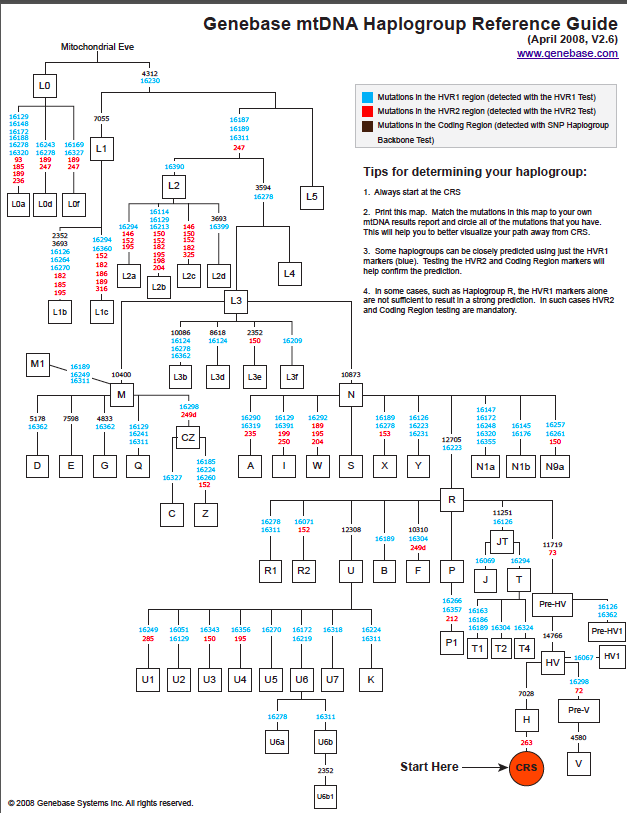 Genebase mtDNA Haplogroup Reference Guide
(April 2008, V2.6)
www.genebase.com
Mitochondrial Eve
4312
16230
L0
16129
16148
16172
16188
16278
16320
93
185
189
236
16243
16278
189
247
16169
16327
189
247
L0a
L0d
L0f
7055
L1
2352
3693
16126
16264
16270
182
185
195
16294
16360
152
182
186
189
316
L1b
L1c
16187
16189
16311
247
16390
L2
16294
146
152
195
16114
16129
16213
150
152
182
195
198
204
146
150
152
182
325
3693
16399
L2a
L2b
L2c
L2d
3594
16278
L5
L4
L3
Mutations in the HVR1 region (detected with the HVR1 Test)
Mutations in the HVR2 region (detected with the HVR2 Test)
Mutations in the Coding Region (detected with SNP Haplogroup
Backbone Test)
Tips for determining your haplogroup:
1. Always start at the CRS
2. Print this map. Match the mutations in this map to your own
mtDNA results report and circle all of the mutations that you have.
This will help you to better visualize your path away from CRS.
3. Some haplogroups can be closely predicted using just the HVR1
markers (blue). Testing the HVR2 and Coding Region markers will
help confirm the prediction.
4. In some cases, such as Haplogroup R, the HVR1 markers alone
are not sufficient to result in a strong prediction. In such cases HVR2
and Coding Region testing are mandatory.
10086
16124
16228
16362
8618
16124
2352
150
16209
L3b
L3d
L3e
L3f
M1
16189
16249
16311
10400
M
5178
16362
7598
4833
16362
16129
16241
16311
D
E
G
Q
16298
249d
CZ
16327
16185
16224
16260
152
C
Z
10873
N
16290
16319
235
16129
16391
199
250
16292
189
195
204
16189
16278
153
16126
16223
16231
A
I
W
S
X
Y
12705
16223
16147
16172
16248
16320
16355
16145
16176
16257
16261
150
N1a
N1b
N9a
R
16278
16311
16071
152
12308
16189
10310
16304
249d
R1
R2
U
B
F
P
16266
16357
212
P1
11251
16126
JT
16069
16294
J
T
16163
16186
16189
16304
16324
T1
T2
T4
11719
73
Pre-HV
16126
16362
Pre-HV1
14766
HV
16067
HV1
16298
72
Pre-V
4580
V
7028
H
263
Start Here
CRS
16249
285
16051
16129
16343
150
16356
195
16270
16172
16219
16318
16224
16311
U1
U2
U3
U4
U5
U6
U7
K
16278
16311
U6a
U6b
2352
U6b1
© 2008 Genebase Systems Inc. All rights reserved.